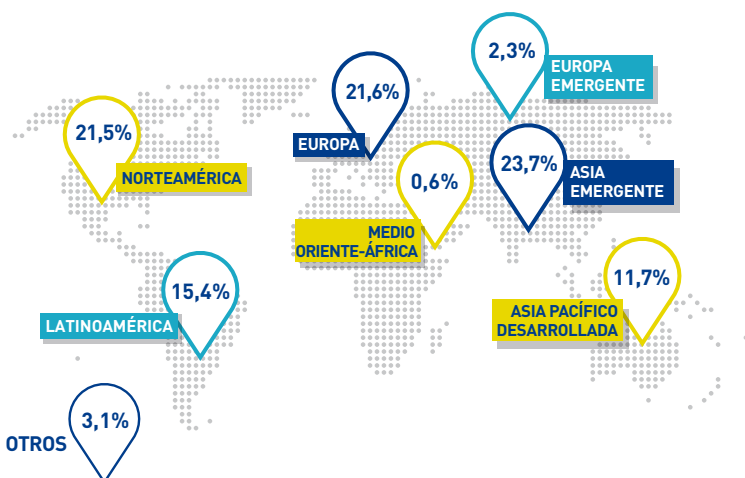 2,3%
EUROPA
EMERGENTE
21,6%
EUROPA
21,5%
NORTEAMÉRICA
23,7%
ASIA
EMERGENTE
0,6%
MEDIO
ORIENTE-ÁFRICA
15,4%
LATINOAMÉRICA
11,7%
ASIA PACÍFICO
DESARROLLADA
3,1%
OTROS